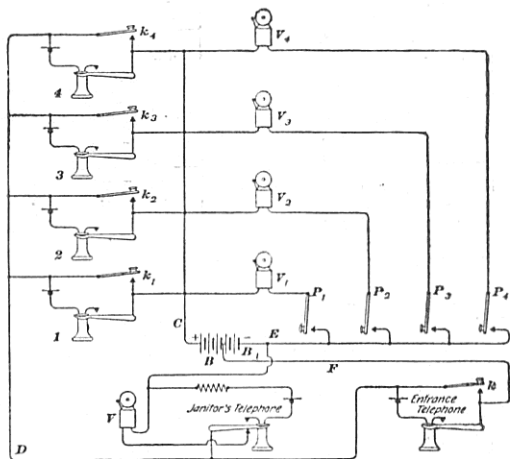 k4
V4
4
k3
V3
3
k2
V2
2
k1
V1
P1 P2 P3 P4
1
C + - E
B B1
F
V Janitor's Telephone
k
Entrance
Telephone
D